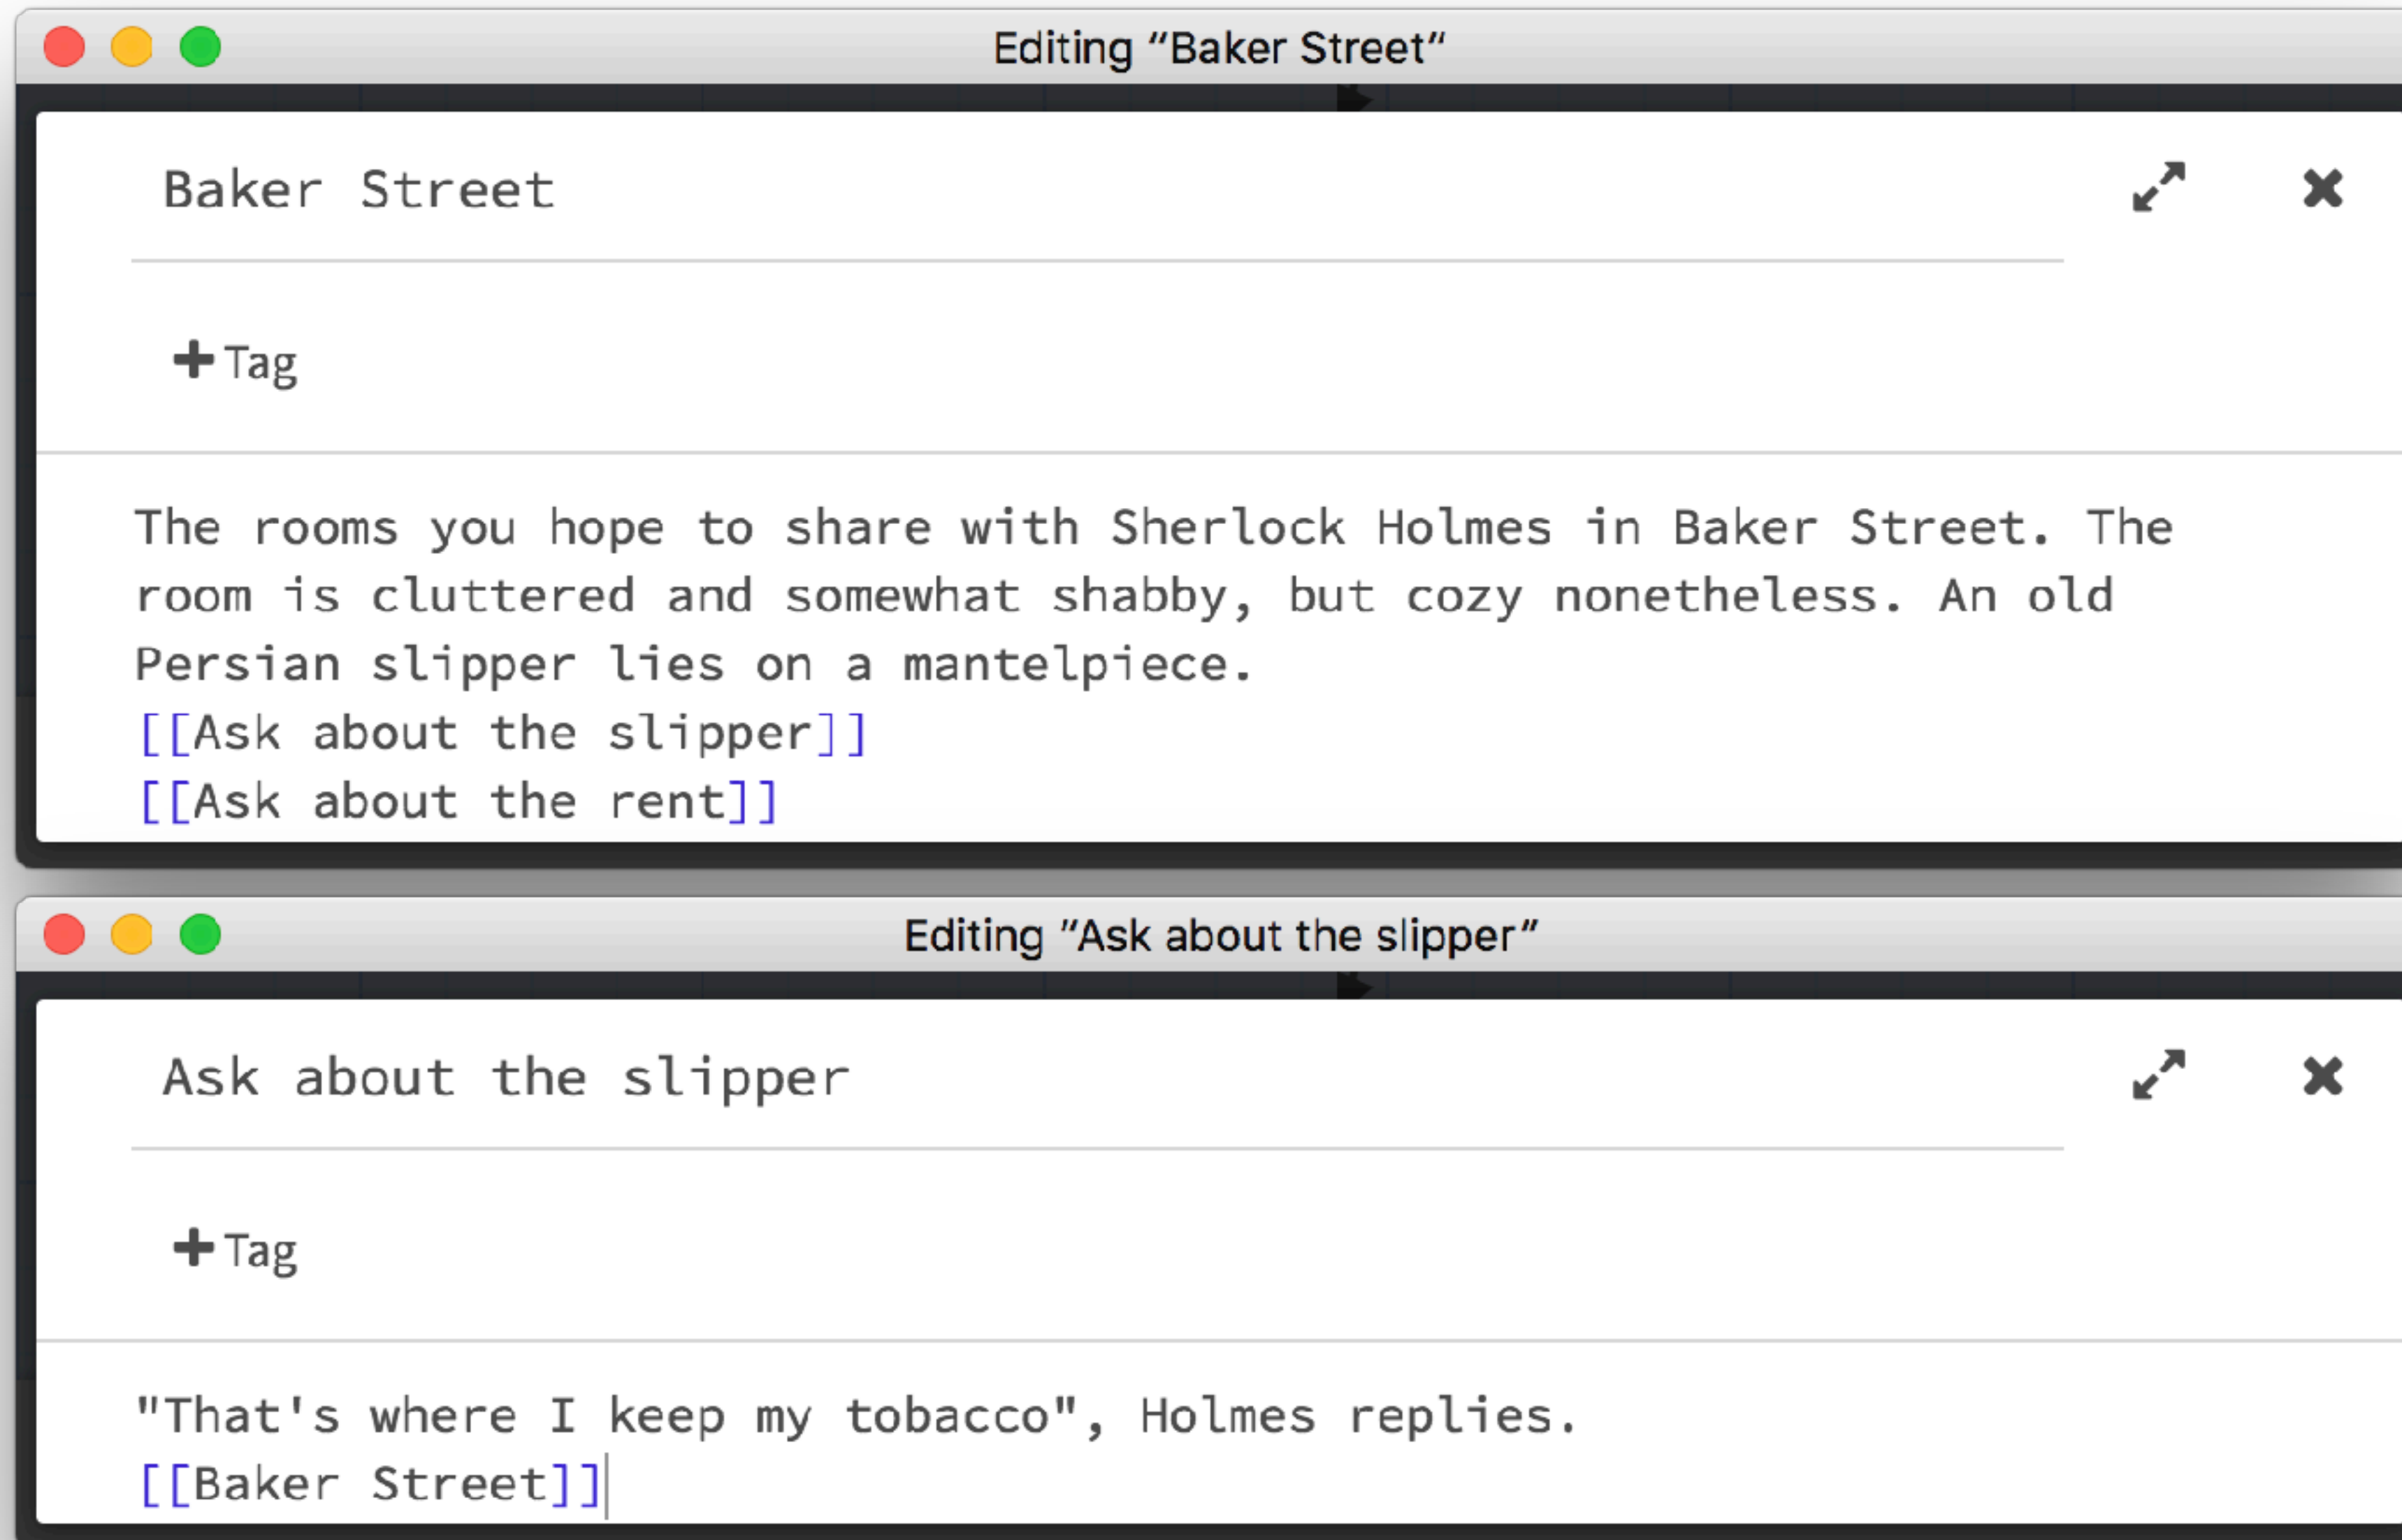 Editing “Baker Street“
Baker Street
Tag
The rooms you hope to share with Sherlock Holmes in Baker Street. The
room is cluttered and somewhat shabby, but cozy nonetheless. An old
Persian slipper lies on a mantelpiece.
[[Ask about the slipper]]
[[Ask about the rent]]
Editing ”Ask about the slipper”
Ask about the slipper
Tag
"That's where I keep my tobacco", Holmes replies.
[[Baker Street]]